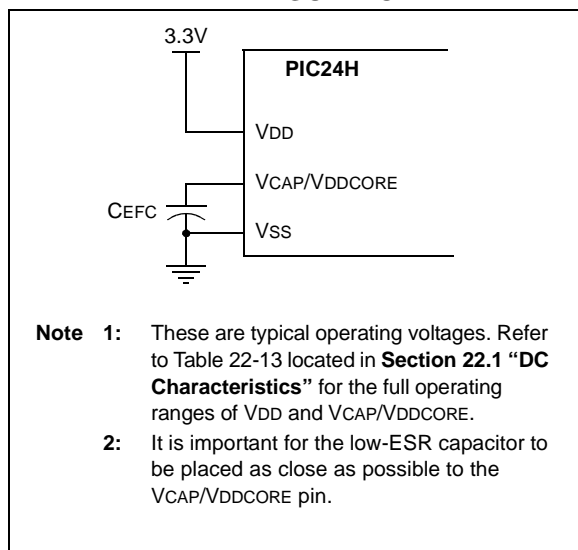 3.3V
PIC24H
VDD
VCAP/VDDCORE
CEFC
VSS
Note 1: These are typical operating voltages. Refer
to Table 22-13 located in Section 22.1 “DC
Characteristics” for the full operating
ranges of VDD and VCAP/VDDCORE.
2: It is important for the low-ESR capacitor to
be placed as close as possible to the
VCAP/VDDCORE pin.